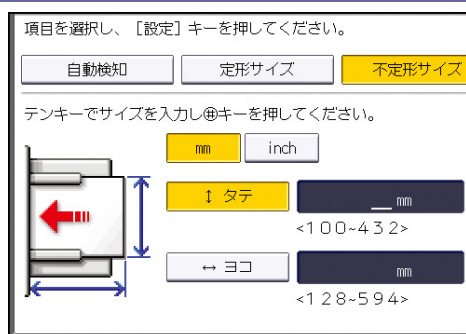 項目を選択し、［設定］キーを押してください。
自動検知 定形サイズ 不定形サイズ
テンキーでサイズを入力し⊕キーを押してください。
mm inch
↕ タテ __ mm
<100~432>
↔ ヨコ mm
<128~594>